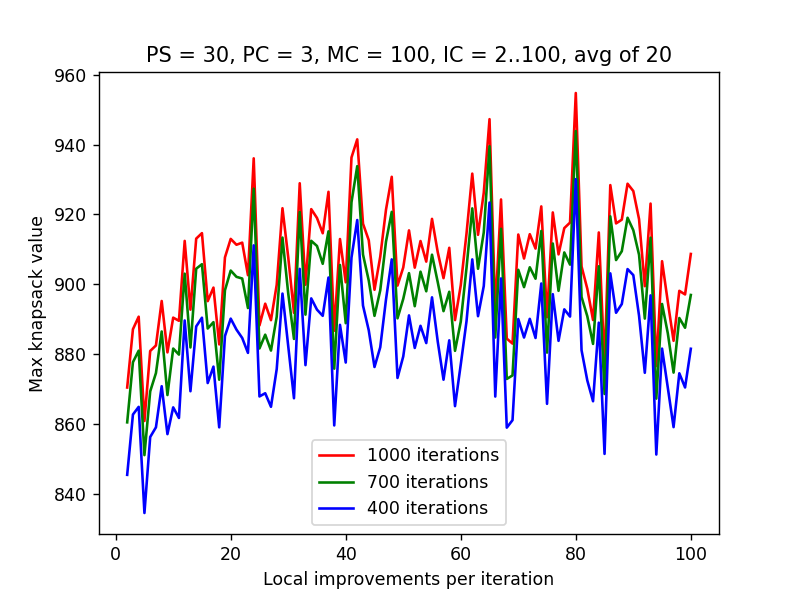 PS = 30, PC = 3, MC = 100, IC = 2..100, avg of 20
960
940
920
900
880
860
840
Max knapsack value
1000 iterations
700 iterations
400 iterations
0 20 40 60 80 100
Local improvements per iteration